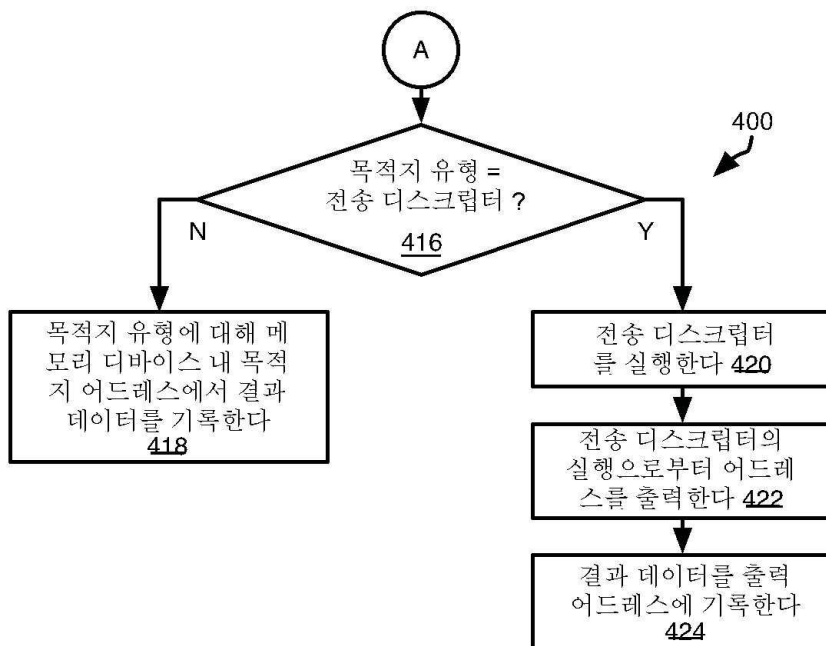 A
400
목적지 유형 =
전송 디스크립터 ?
416
N
Y
목적지 유형에 대해 메
모리 디바이스 내 목적
지 어드레스에서 결과
데이터를 기록한다
418
전송 디스크립터
를 실행한다 420
전송 디스크립터의
실행으로부터 어드레
스를 출력한다 422
결과 데이터를 출력
어드레스에 기록한다
424